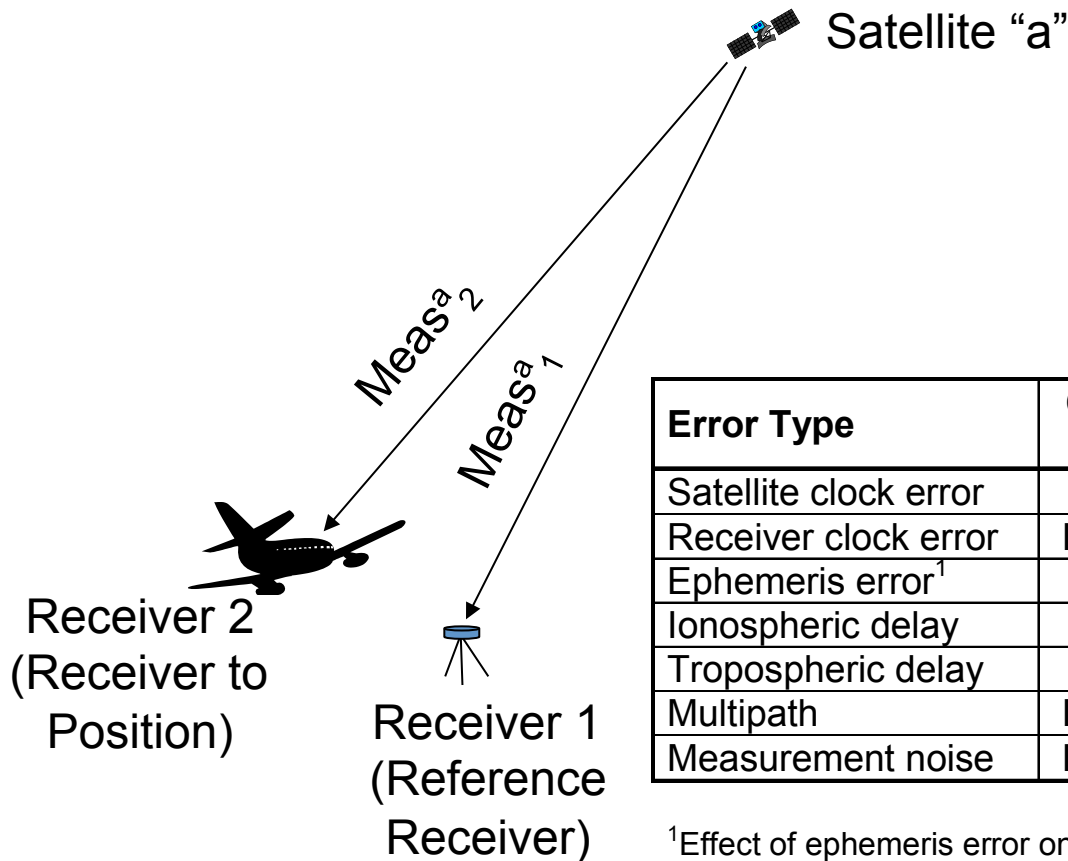 Satellite “a”
Meas^a_2
Meas^a_1
Receiver 2
(Receiver to
Position)
Receiver 1
(Reference
Receiver)
Error Type
Satellite clock error
Receiver clock error
Ephemeris error^1
Ionospheric delay
Tropospheric delay
Multipath
Measurement noise
^1Effect of ephemeris error on